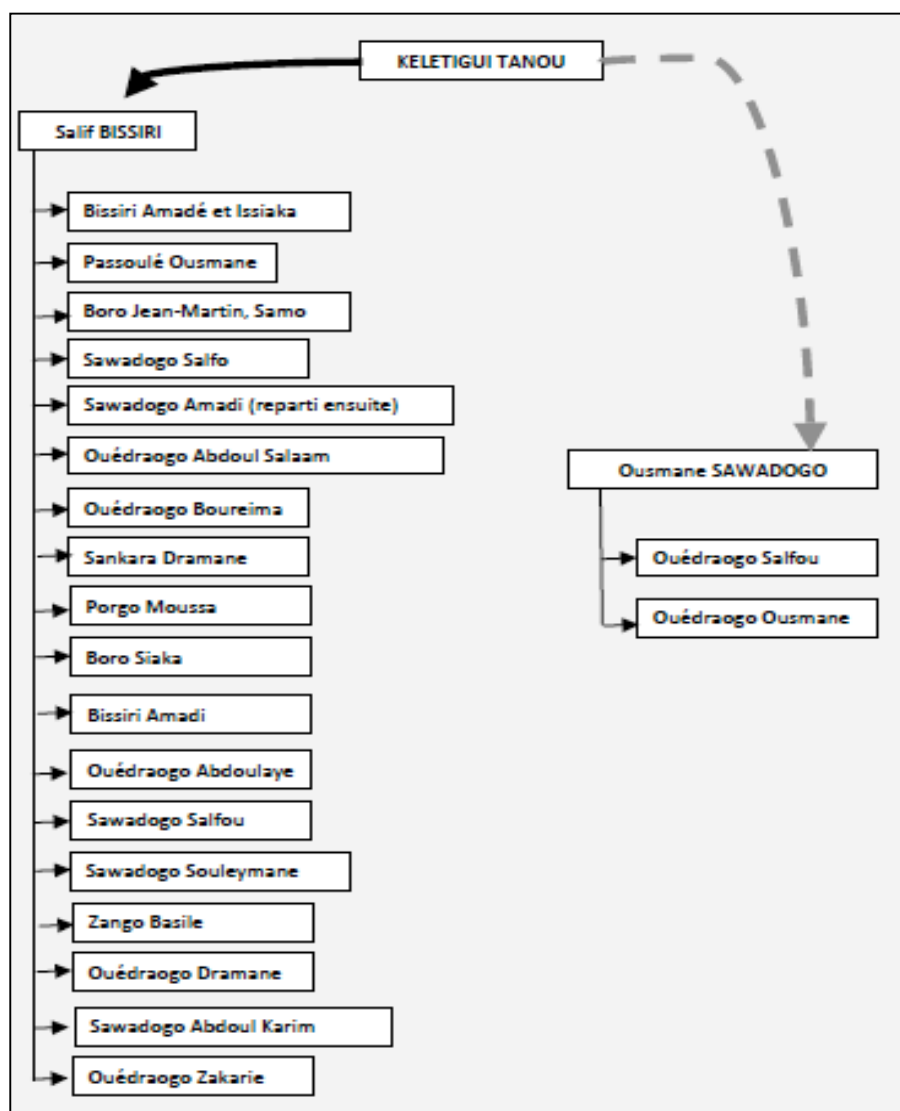 KELETIGUI TANOU
Salif BISSIRI
Bissiri Amadé et Issiaka
Passoulé Ousmane
Boro Jean-Martin, Samo
Sawadogo Salfo
Sawadogo Amadi (reparti ensuite)
Ouédraogo Abdoul Salaam
Ouédraogo Boureima
Sankara Dramane
Porgo Moussa
Boro Siaka
Bissiri Amadi
Ouédraogo Abdoulaye
Sawadogo Salfou
Sawadogo Souleymane
Zango Basile
Ouédraogo Dramane
Sawadogo Abdoul Karim
Ouédraogo Zakarie
Ousmane SAWADOGO
Ouédraogo Salfou
Ouédraogo Ousmane